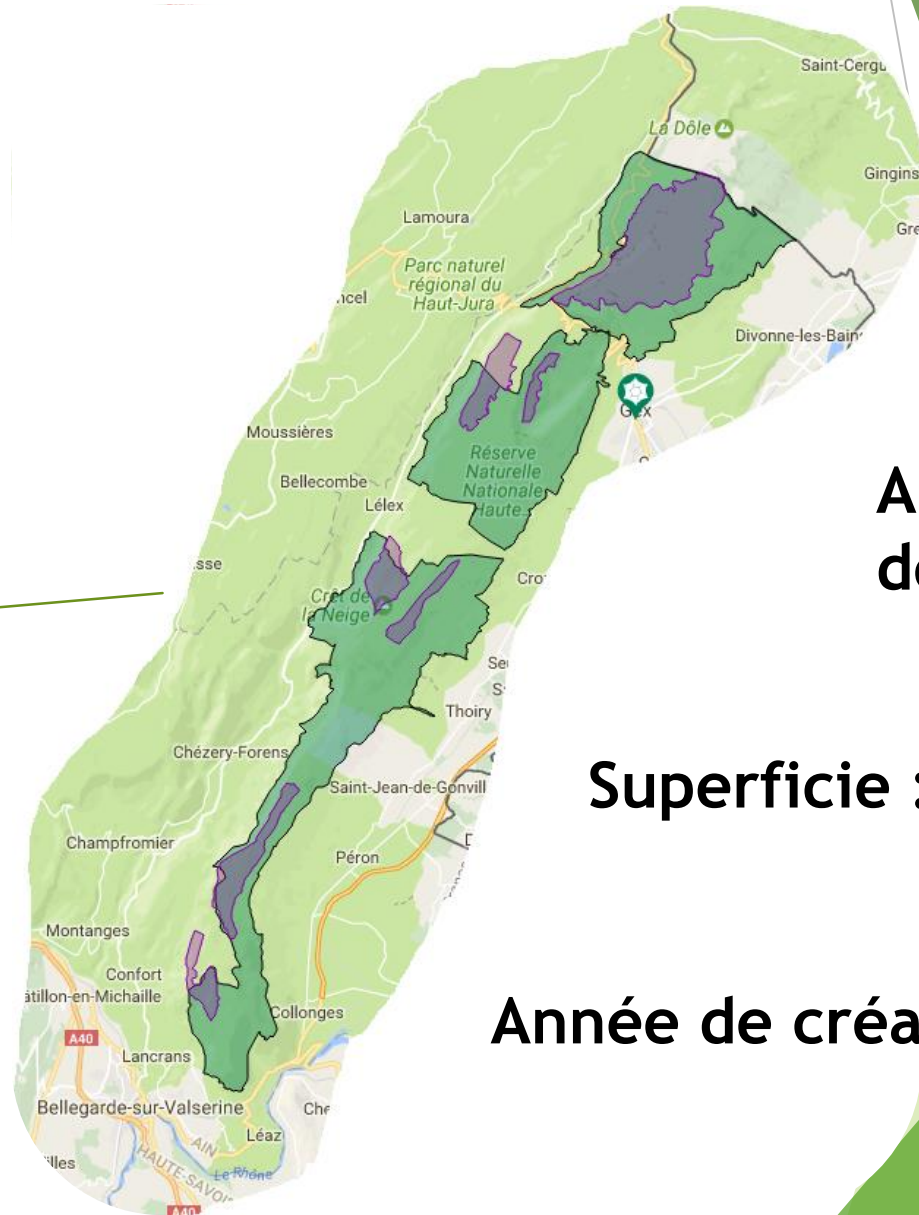 Saint-Cergu
La Dôle
Gingins
Gre
Lamoura
Parc naturel
régional du
Haut-Jura
ncel
Divonne-les-Bain
Gex
Moussières
Réserve
Naturelle
Nationale
Haute...
Bellecombe
Lélex
A
de
sse
Crêt de
la Neige
Cro
Se
S
Thoiry
Chézery-Forens
Saint-Jean-de-Gonvill
Superficie :
Champfromier
Péron
Montanges
Confort
âtillon-en-Michaille
Collonges
Année de créa
A40
Lancrans
Bellegarde-sur-Valserine
Che
Léaz
AIN
HAUTE-SAVOI
Le Rhône
illes
A40